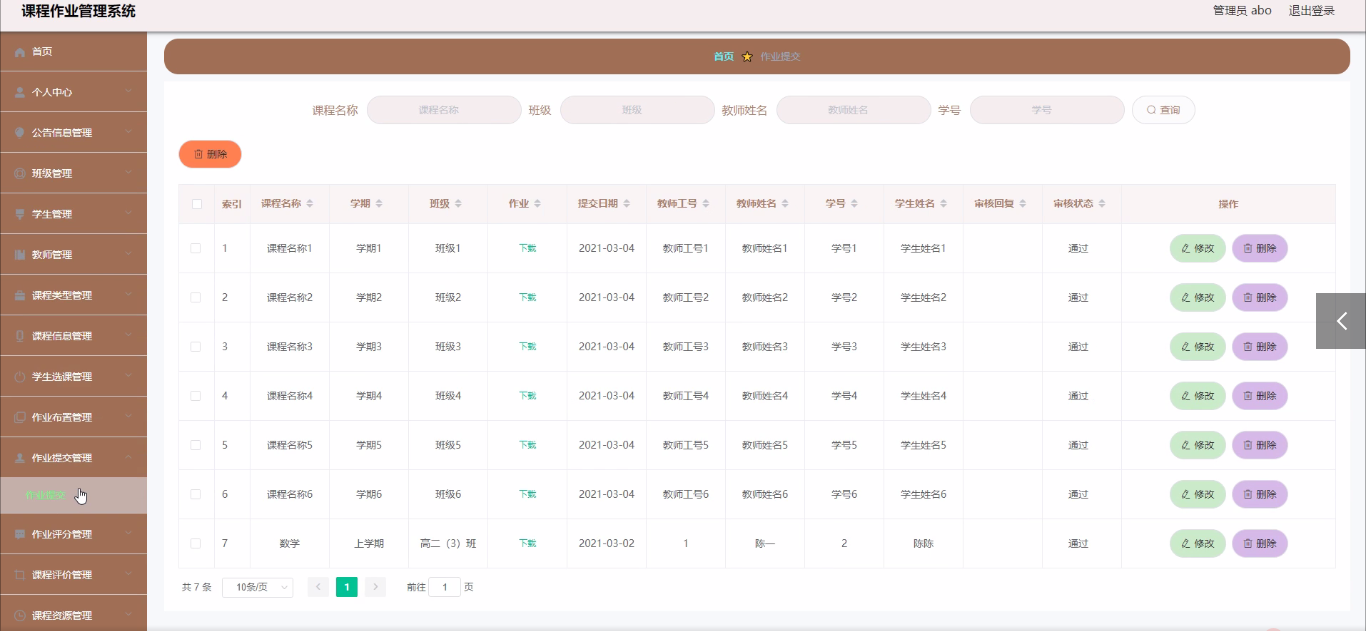 课程作业管理系统
管理员 abo 退出登录
首页
个人中心
公告信息管理
班级管理
学生管理
教师管理
课程类型管理
课程信息管理
学生选课管理
作业布置管理
作业提交管理
作业提交
作业评分管理
课程评价管理
课程资源管理
首页 作业提交
课程名称 课程名称 班级 班级 教师姓名 教师姓名 学号 学号 查询
删除
索引 课程名称 学期 班级 作业 提交日期 教师工号 教师姓名 学号 学生姓名 审核回复 审核状态 操作
1 课程名称1 学期1 班级1 下载 2021-03-04 教师工号1 教师姓名1 学号1 学生姓名1 通过 修改 删除
2 课程名称2 学期2 班级2 下载 2021-03-04 教师工号2 教师姓名2 学号2 学生姓名2 通过 修改 删除
3 课程名称3 学期3 班级3 下载 2021-03-04 教师工号3 教师姓名3 学号3 学生姓名3 通过 修改 删除
4 课程名称4 学期4 班级4 下载 2021-03-04 教师工号4 教师姓名4 学号4 学生姓名4 通过 修改 删除
5 课程名称5 学期5 班级5 下载 2021-03-04 教师工号5 教师姓名5 学号5 学生姓名5 通过 修改 删除
6 课程名称6 学期6 班级6 下载 2021-03-04 教师工号6 教师姓名6 学号6 学生姓名6 通过 修改 删除
7 数学 上学期 高二（3）班 下载 2021-03-02 1 陈一 2 陈陈 通过 修改 删除
共 7 条 10条/页 1 前往 1 页